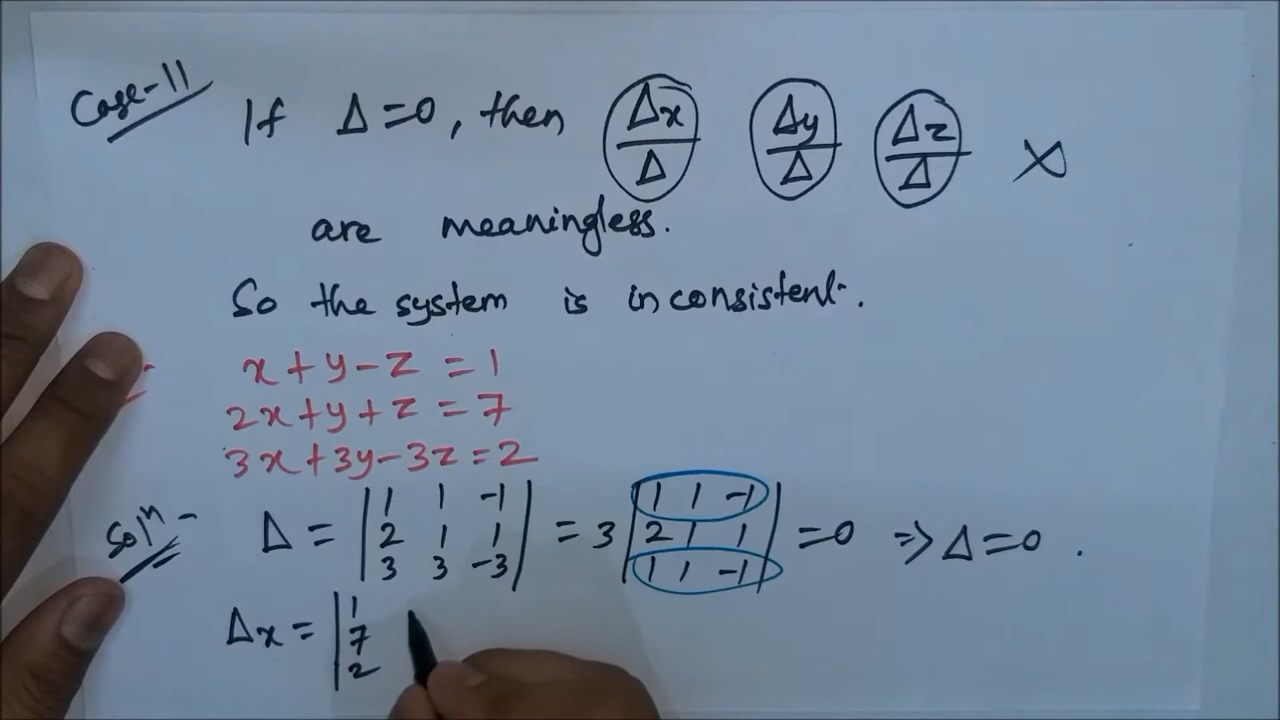 Case-II If Δ=0, then Δx/Δ Δy/Δ Δz/Δ ×
are meaningless.
So the system is inconsistent.
x+y-z=1
2x+y+z=7
3x+3y-3z=2
Solⁿ- Δ = |1 1 -1; 2 1 1; 3 3 -3| = 3 |1 1 -1; 2 1 1; 1 1 -1| =0 => Δ=0.
Δx = |1 7 2